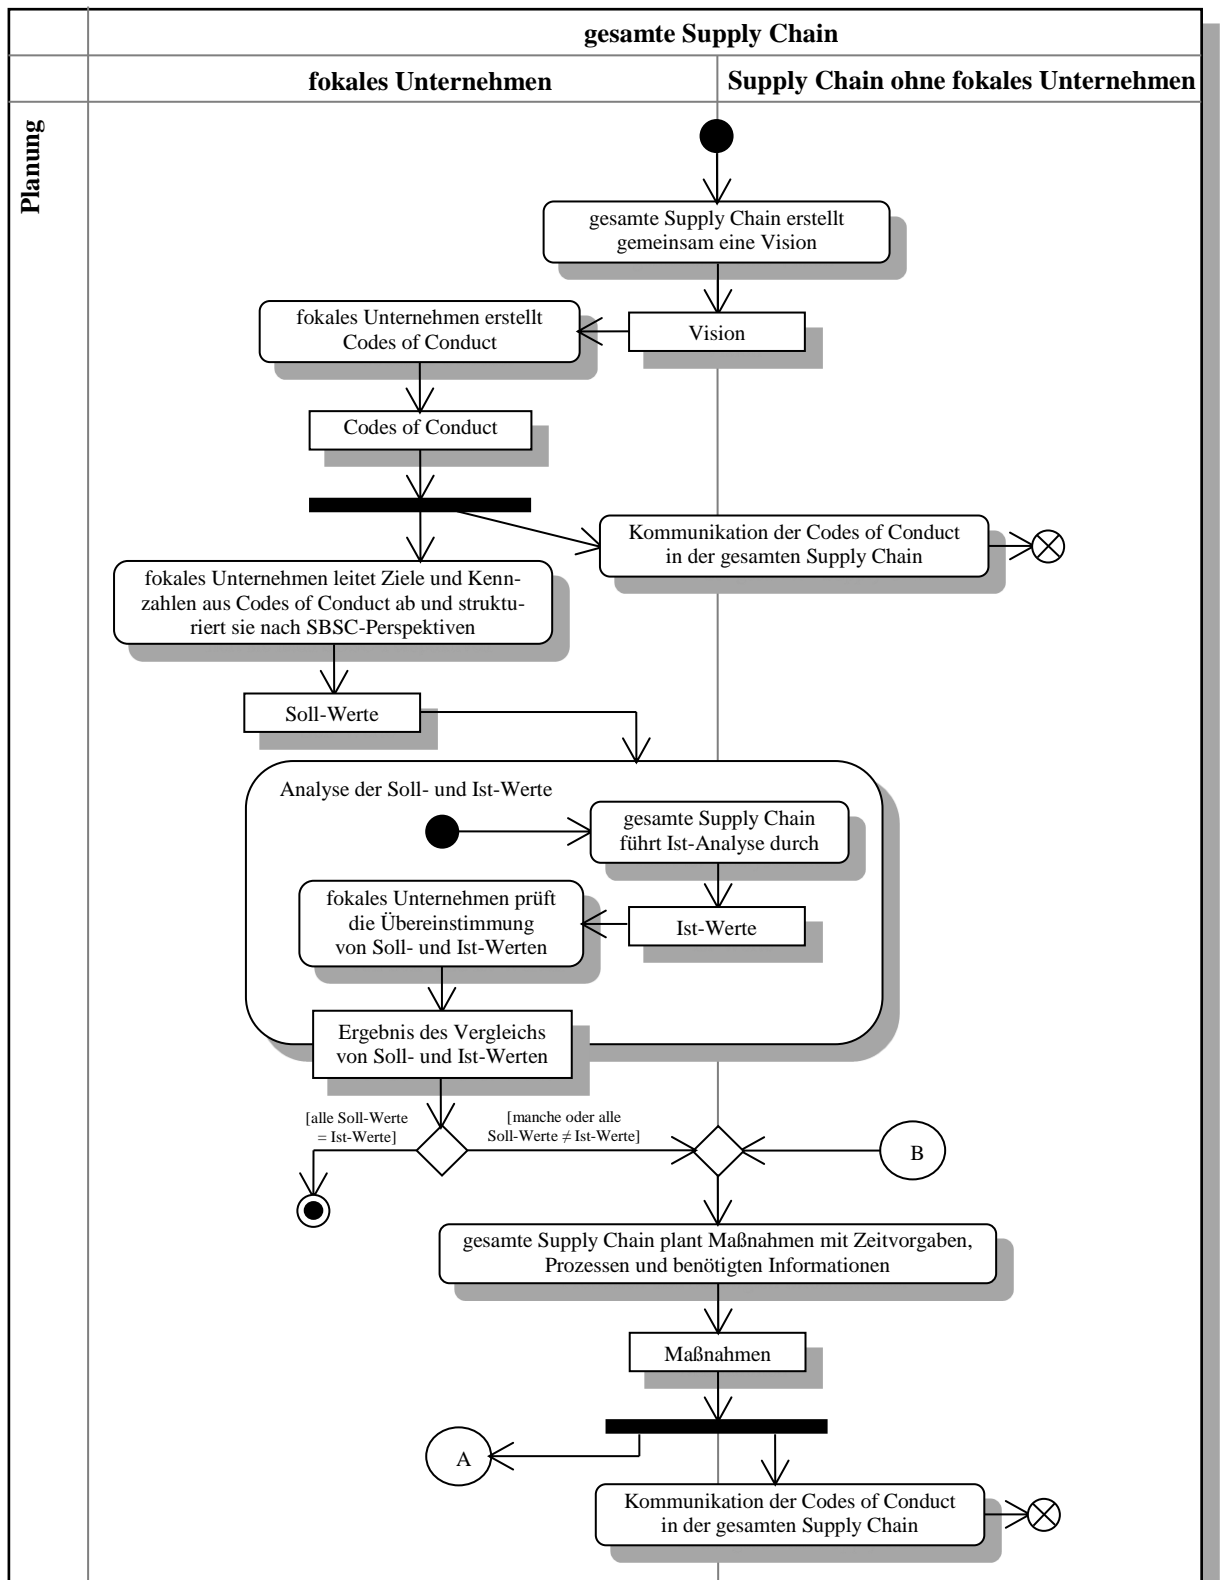 gesamte Supply Chain
fokales Unternehmen
Supply Chain ohne fokales Unternehmen
Planung
gesamte Supply Chain erstellt
gemeinsam eine Vision
fokales Unternehmen erstellt
Codes of Conduct
Vision
Codes of Conduct
Kommunikation der Codes of Conduct
in der gesamten Supply Chain
fokales Unternehmen leitet Ziele und Kenn-
zahlen aus Codes of Conduct ab und struktu-
riert sie nach SBSC-Perspektiven
Soll-Werte
Analyse der Soll- und Ist-Werte
gesamte Supply Chain
führt Ist-Analyse durch
fokales Unternehmen prüft
die Übereinstimmung
von Soll- und Ist-Werten
Ist-Werte
Ergebnis des Vergleichs
von Soll- und Ist-Werten
[alle Soll-Werte
= Ist-Werte]
[manche oder alle
Soll-Werte ≠ Ist-Werte]
B
gesamte Supply Chain plant Maßnahmen mit Zeitvorgaben,
Prozessen und benötigten Informationen
Maßnahmen
A
Kommunikation der Codes of Conduct
in der gesamten Supply Chain